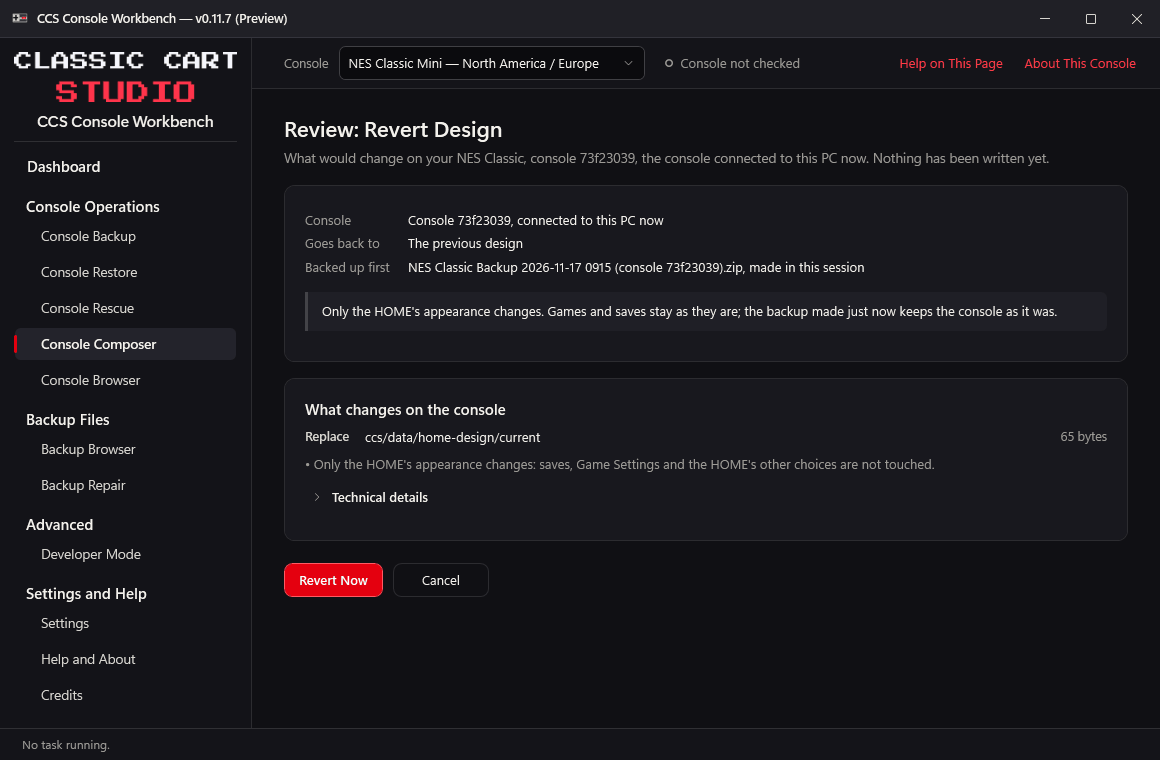 CCS Console Workbench — v0.11.7 (Preview)
CLASSIC CART
STUDIO
CCS Console Workbench
Dashboard
Console Operations
Console Backup
Console Restore
Console Rescue
Console Composer
Console Browser
Backup Files
Backup Browser
Backup Repair
Advanced
Developer Mode
Settings and Help
Settings
Help and About
Credits
Console NES Classic Mini — North America / Europe Console not checked Help on This Page About This Console
Review: Revert Design
What would change on your NES Classic, console 73f23039, the console connected to this PC now. Nothing has been written yet.
Console Console 73f23039, connected to this PC now
Goes back to The previous design
Backed up first NES Classic Backup 2026-11-17 0915 (console 73f23039).zip, made in this session
Only the HOME's appearance changes. Games and saves stay as they are; the backup made just now keeps the console as it was.
What changes on the console
Replace ccs/data/home-design/current 65 bytes
• Only the HOME's appearance changes: saves, Game Settings and the HOME's other choices are not touched.
Technical details
Revert Now Cancel
No task running.